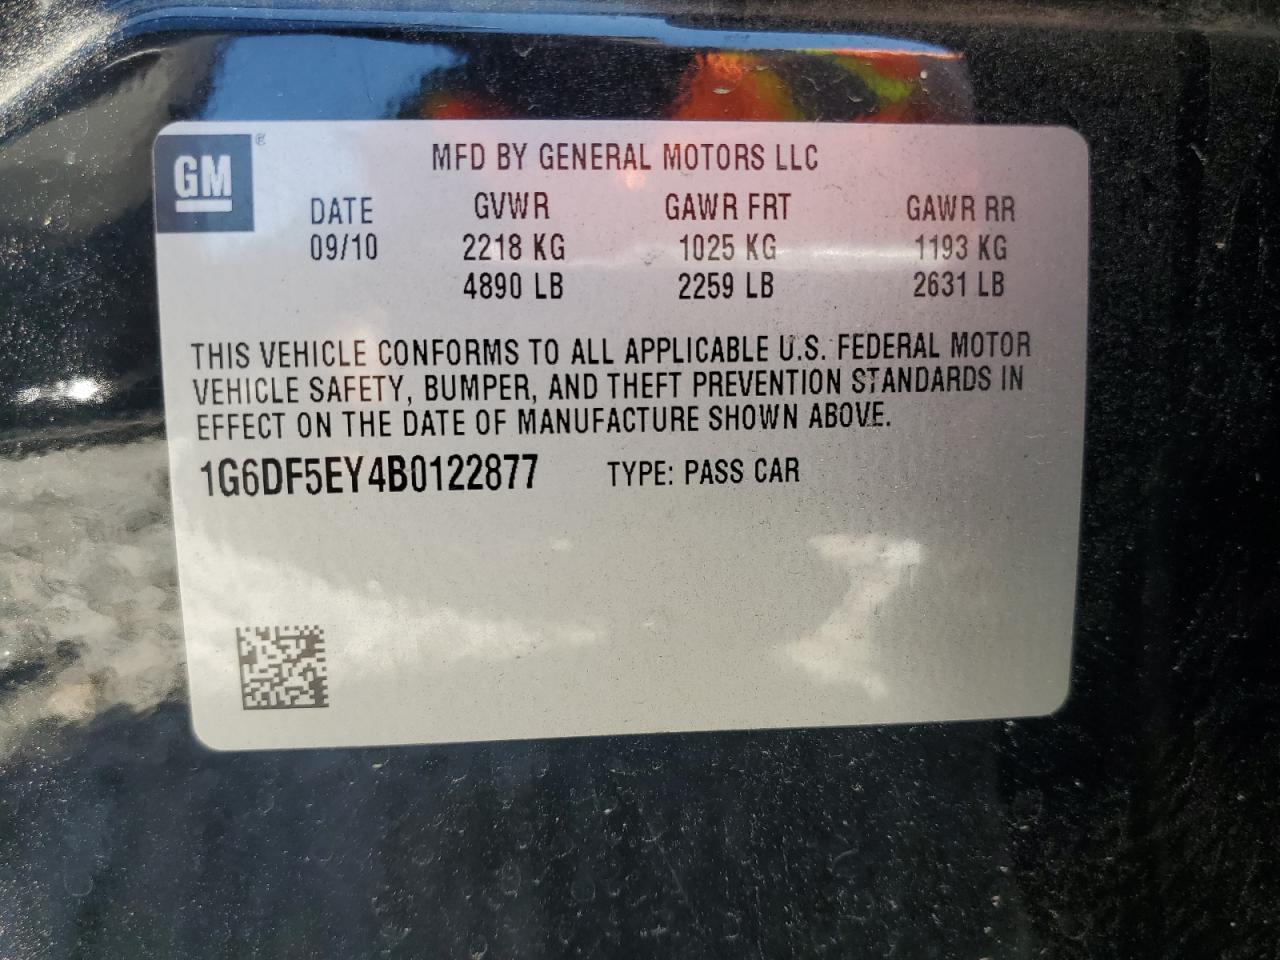 GM®
MFD BY GENERAL MOTORS LLC
DATE GVWR GAWR FRT GAWR RR
09/10 2218 KG 1025 KG 1193 KG
4890 LB 2259 LB 2631 LB
THIS VEHICLE CONFORMS TO ALL APPLICABLE U.S. FEDERAL MOTOR
VEHICLE SAFETY, BUMPER, AND THEFT PREVENTION STANDARDS IN
EFFECT ON THE DATE OF MANUFACTURE SHOWN ABOVE.
1G6DF5EY4B0122877 TYPE: PASS CAR